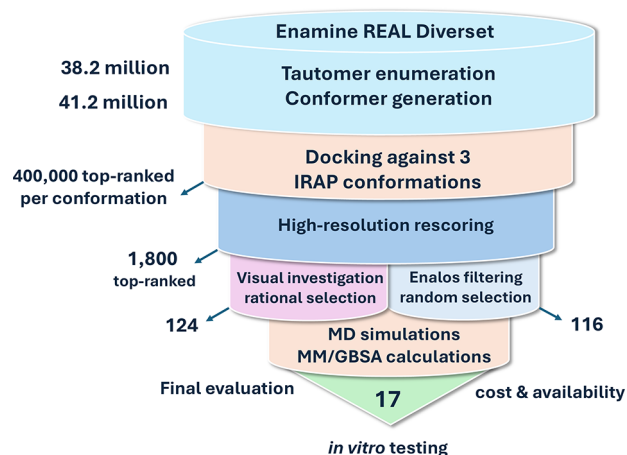 Enamine REAL Diverset
38.2 million
Tautomer enumeration
41.2 million
Conformer generation
Docking against 3
IRAP conformations
400,000 top-ranked
per conformation
High-resolution rescoring
1,800
top-ranked
Visual investigation
rational selection
Enalos filtering
random selection
124
116
MD simulations
MM/GBSA calculations
Final evaluation
17
cost & availability
in vitro testing